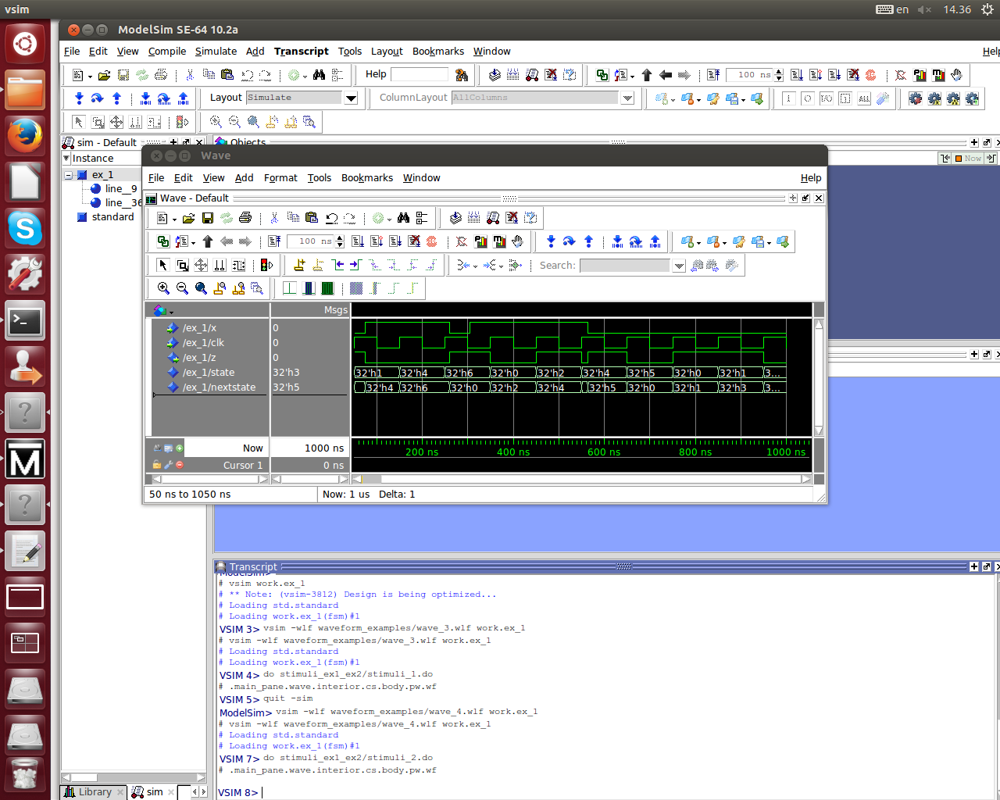 vsim
en
14.36
ModelSim SE-64 10.2a
File Edit View Compile Simulate Add Transcript Tools Layout Bookmarks Window Help
Help
100 ns
Layout Simulate
ColumnLayout AllColumns
sim - Default
Objects
Instance
Now
ex_1
line__9
line__36
standard
Wave
File Edit View Add Format Tools Bookmarks Window Help
Wave - Default
100 ns
Search:
Msgs
/ex_1/x 0
/ex_1/clk 0
/ex_1/z 0
/ex_1/state 32'h3 32'h1 32'h4 32'h6 32'h0 32'h2 32'h4 32'h5 32'h0 32'h1 3...
/ex_1/nextstate 32'h5 32'h4 32'h6 32'h0 32'h2 32'h4 32'h5 32'h0 32'h1 32'h3 3...
Now 1000 ns
200 ns 400 ns 600 ns 800 ns 1000 ns
Cursor 1 0 ns
50 ns to 1050 ns
Now: 1 us Delta: 1
Transcript
ModelSim>
# vsim work.ex_1
# ** Note: (vsim-3812) Design is being optimized...
# Loading std.standard
# Loading work.ex_1(fsm)#1
VSIM 3> vsim -wlf waveform_examples/wave_3.wlf work.ex_1
# vsim -wlf waveform_examples/wave_3.wlf work.ex_1
# Loading std.standard
# Loading work.ex_1(fsm)#1
VSIM 4> do stimuli_ex1_ex2/stimuli_1.do
# .main_pane.wave.interior.cs.body.pw.wf
VSIM 5> quit -sim
ModelSim> vsim -wlf waveform_examples/wave_4.wlf work.ex_1
# vsim -wlf waveform_examples/wave_4.wlf work.ex_1
# Loading std.standard
# Loading work.ex_1(fsm)#1
VSIM 7> do stimuli_ex1_ex2/stimuli_2.do
# .main_pane.wave.interior.cs.body.pw.wf
VSIM 8>
Library
sim